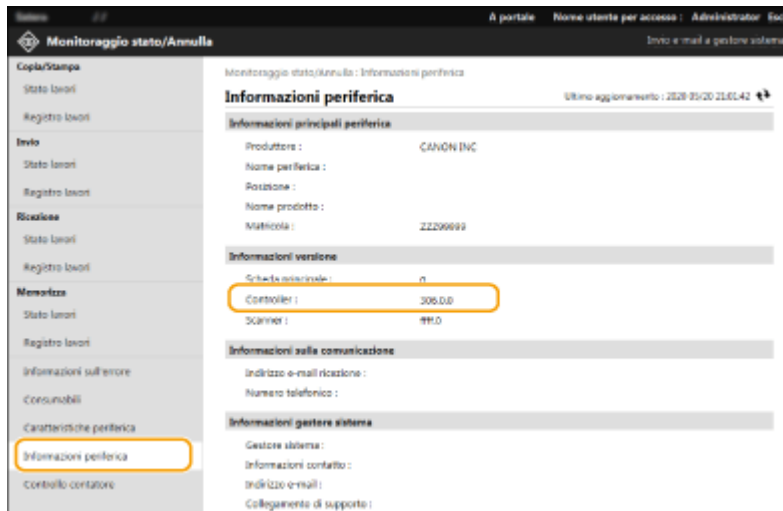 A portale Nome utente per accesso : Administrator
Monitoraggio stato/Annulla
Invio e-mail a gestore sistema
Copia/Stampa
Stato lavori
Registro lavori
Invio
Stato lavori
Registro lavori
Ricezione
Stato lavori
Registro lavori
Memorizza
Stato lavori
Registro lavori
Informazioni sull'errore
Consumabili
Caratteristiche periferica
Informazioni periferica
Controllo contatore
Monitoraggio stato/Annulla : Informazioni periferica
Informazioni periferica
Ultimo aggiornamento : 2020 05/20 21:01:42
Informazioni principali periferica
Produttore : CANON INC
Nome periferica :
Posizione :
Nome prodotto :
Matricola :
Informazioni versione
Scheda principale :
Controller : 306.0.0
Scanner :
Informazioni sulla comunicazione
Indirizzo e-mail ricezione :
Numero telefonico :
Informazioni gestore sistema
Gestore sistema :
Informazioni contatto :
Indirizzo e-mail :
Collegamento di supporto :